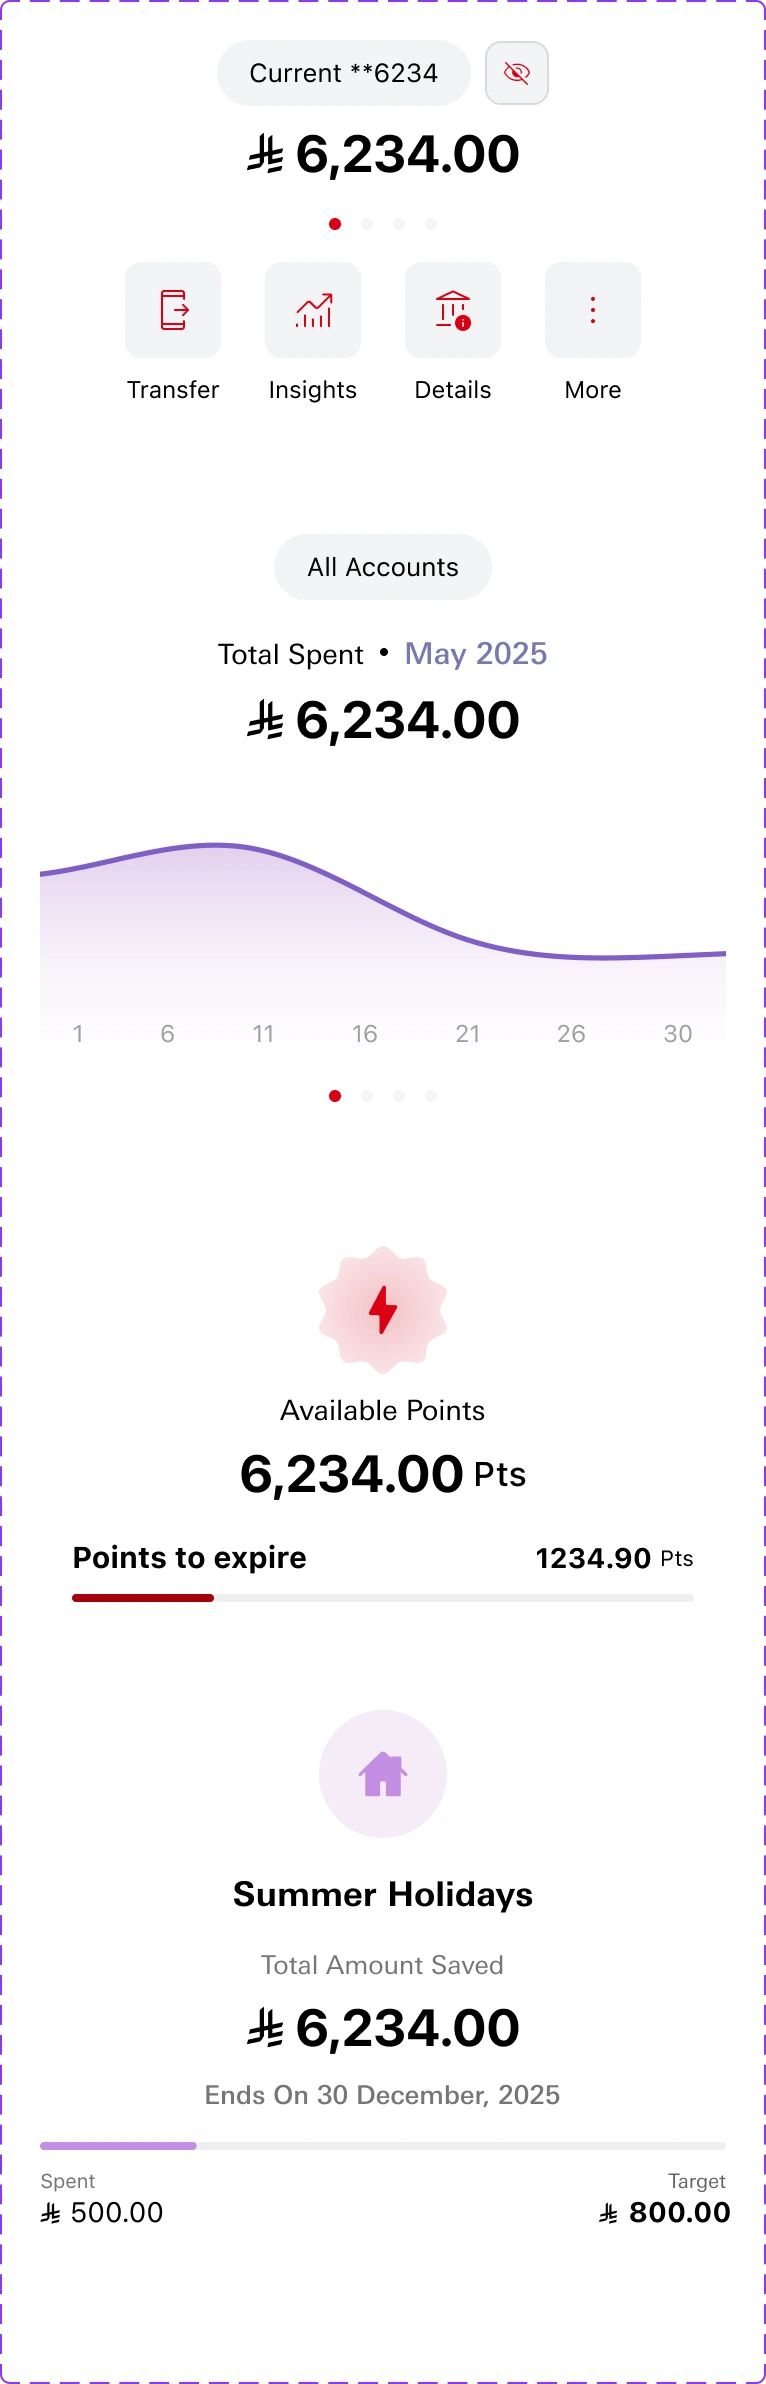 Current **6234
⃁ 6,234.00
Transfer Insights Details More
All Accounts
Total Spent • May 2025
⃁ 6,234.00
1 6 11 16 21 26 30
Available Points
6,234.00 Pts
Points to expire 1234.90 Pts
Summer Holidays
Total Amount Saved
⃁ 6,234.00
Ends On 30 December, 2025
Spent Target
⃁ 500.00 ⃁ 800.00